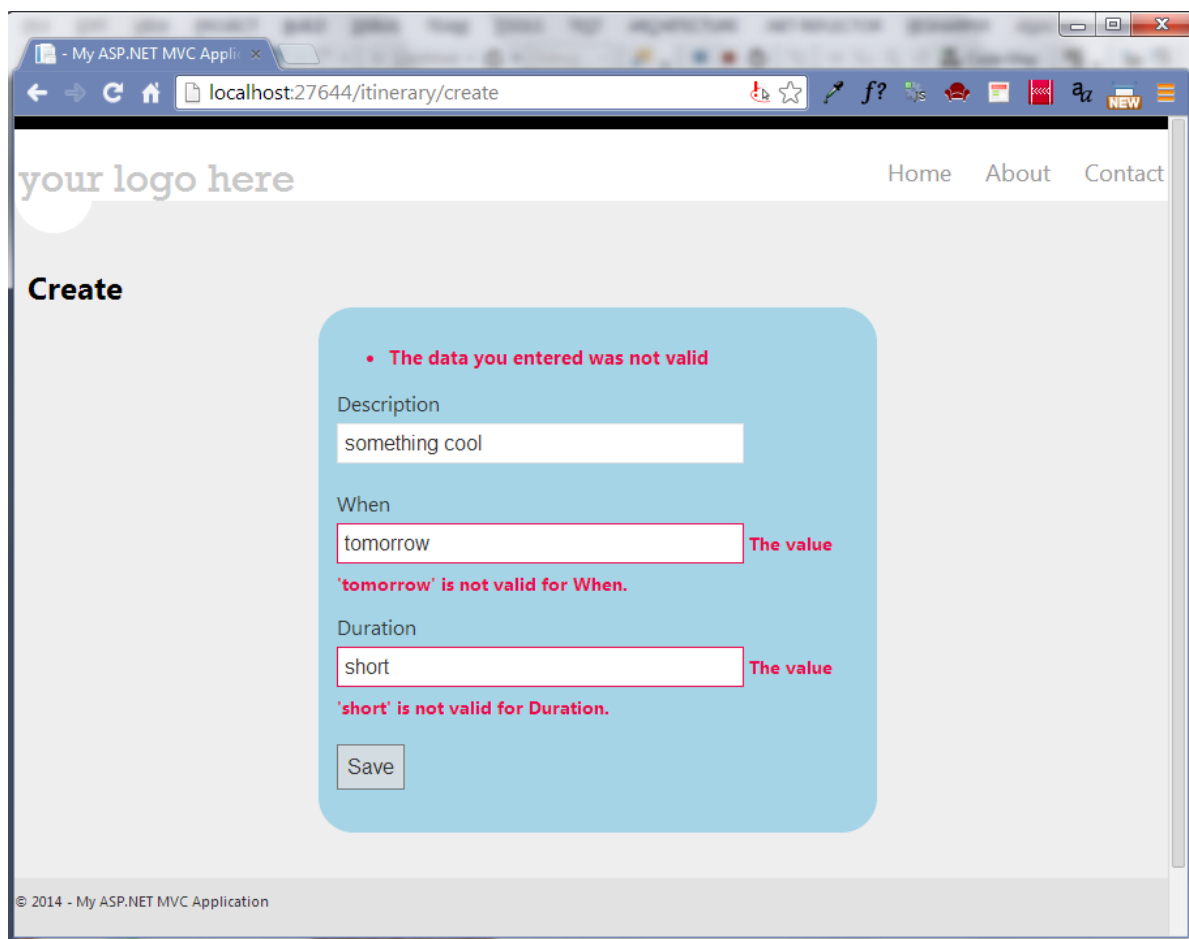 - My ASP.NET MVC Appli
localhost:27644/itinerary/create
f?
NEW
your logo here
Home About Contact
Create
• The data you entered was not valid
Description
something cool
When
tomorrow The value
'tomorrow' is not valid for When.
Duration
short The value
'short' is not valid for Duration.
Save
© 2014 - My ASP.NET MVC Application